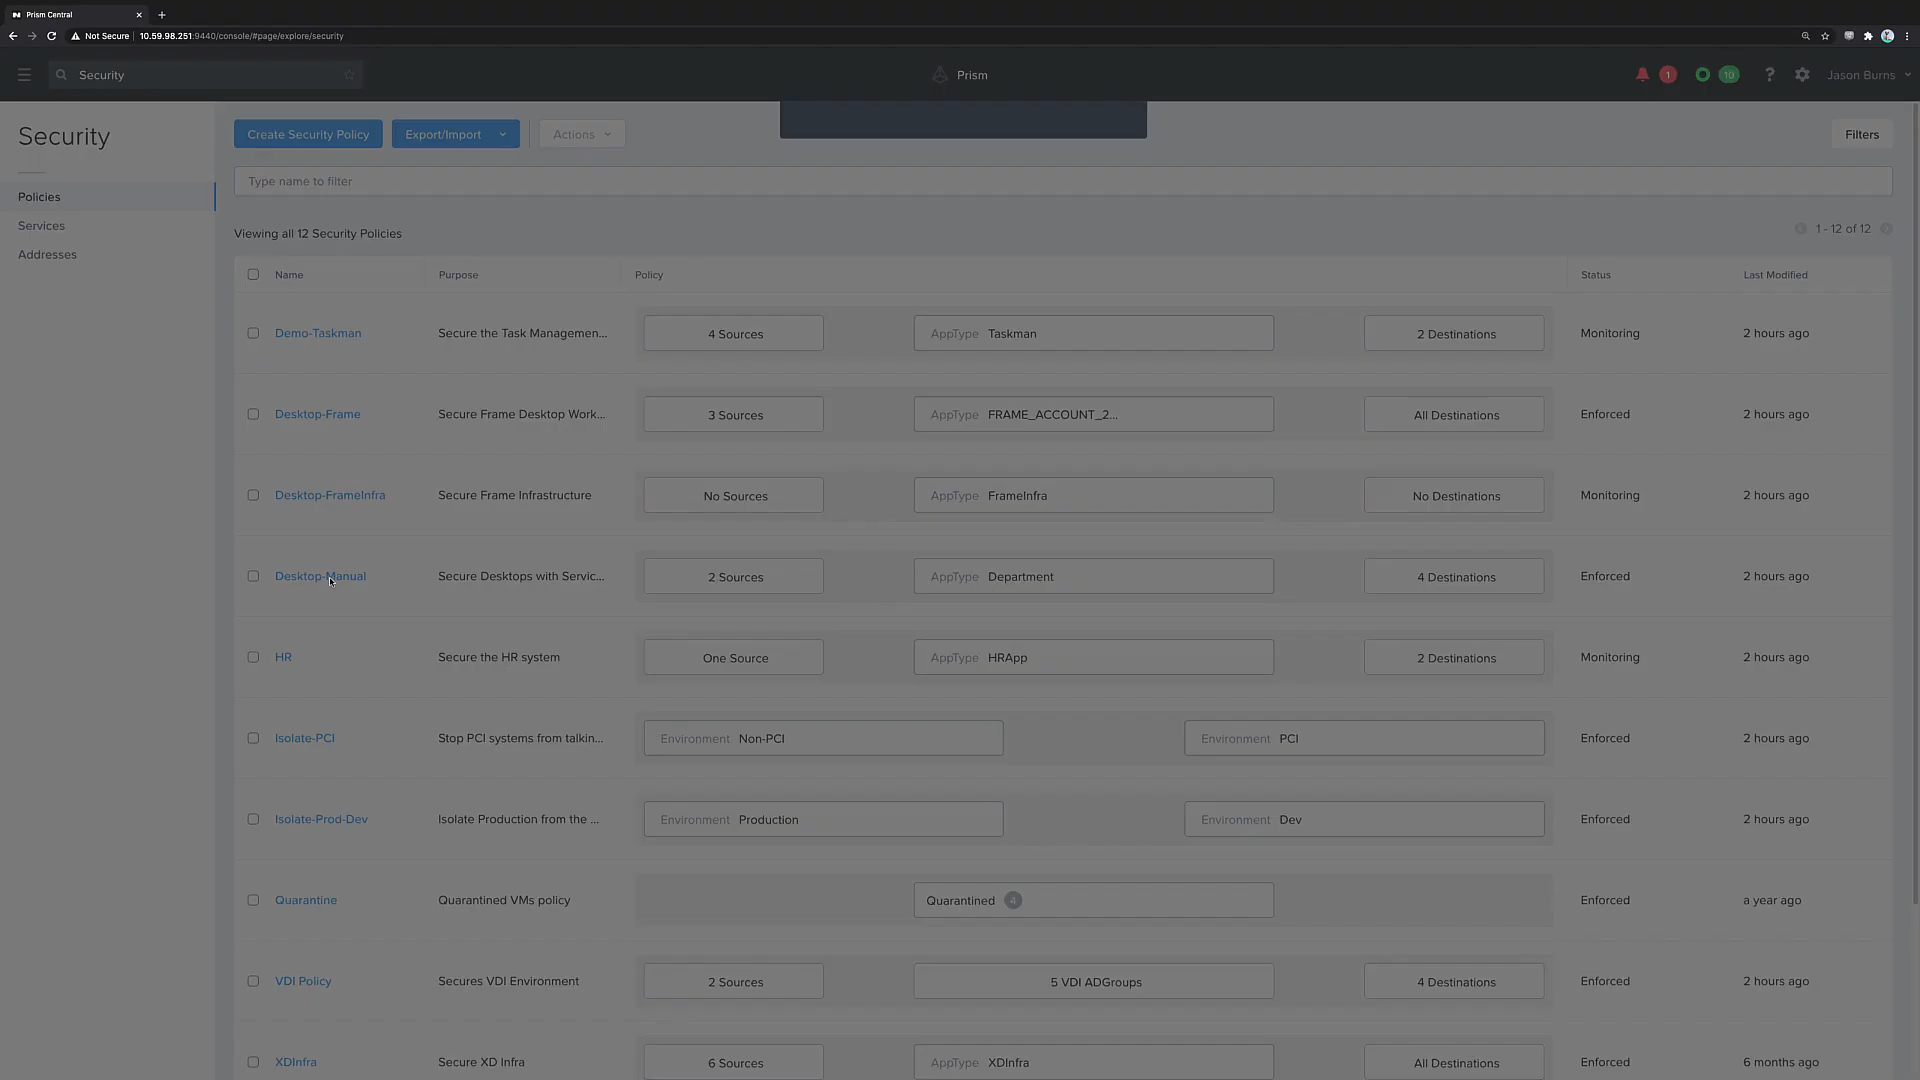 Prism Central
Not Secure 10.59.98.251:9440/console/#page/explore/security
Security
Prism
1
10
?
Jason Burns
Security
Policies
Services
Addresses
Create Security Policy
Export/Import
Actions
Filters
Type name to filter
Viewing all 12 Security Policies
1 - 12 of 12
Name Purpose Policy Status Last Modified
Demo-Taskman Secure the Task Managemen... 4 Sources AppType Taskman 2 Destinations Monitoring 2 hours ago
Desktop-Frame Secure Frame Desktop Work... 3 Sources AppType FRAME_ACCOUNT_2... All Destinations Enforced 2 hours ago
Desktop-FrameInfra Secure Frame Infrastructure No Sources AppType FrameInfra No Destinations Monitoring 2 hours ago
Desktop-Manual Secure Desktops with Servic... 2 Sources AppType Department 4 Destinations Enforced 2 hours ago
HR Secure the HR system One Source AppType HRApp 2 Destinations Monitoring 2 hours ago
Isolate-PCI Stop PCI systems from talkin... Environment Non-PCI Environment PCI Enforced 2 hours ago
Isolate-Prod-Dev Isolate Production from the ... Environment Production Environment Dev Enforced 2 hours ago
Quarantine Quarantined VMs policy Quarantined 4 Enforced a year ago
VDI Policy Secures VDI Environment 2 Sources 5 VDI ADGroups 4 Destinations Enforced 2 hours ago
XDInfra Secure XD Infra 6 Sources AppType XDInfra All Destinations Enforced 6 months ago